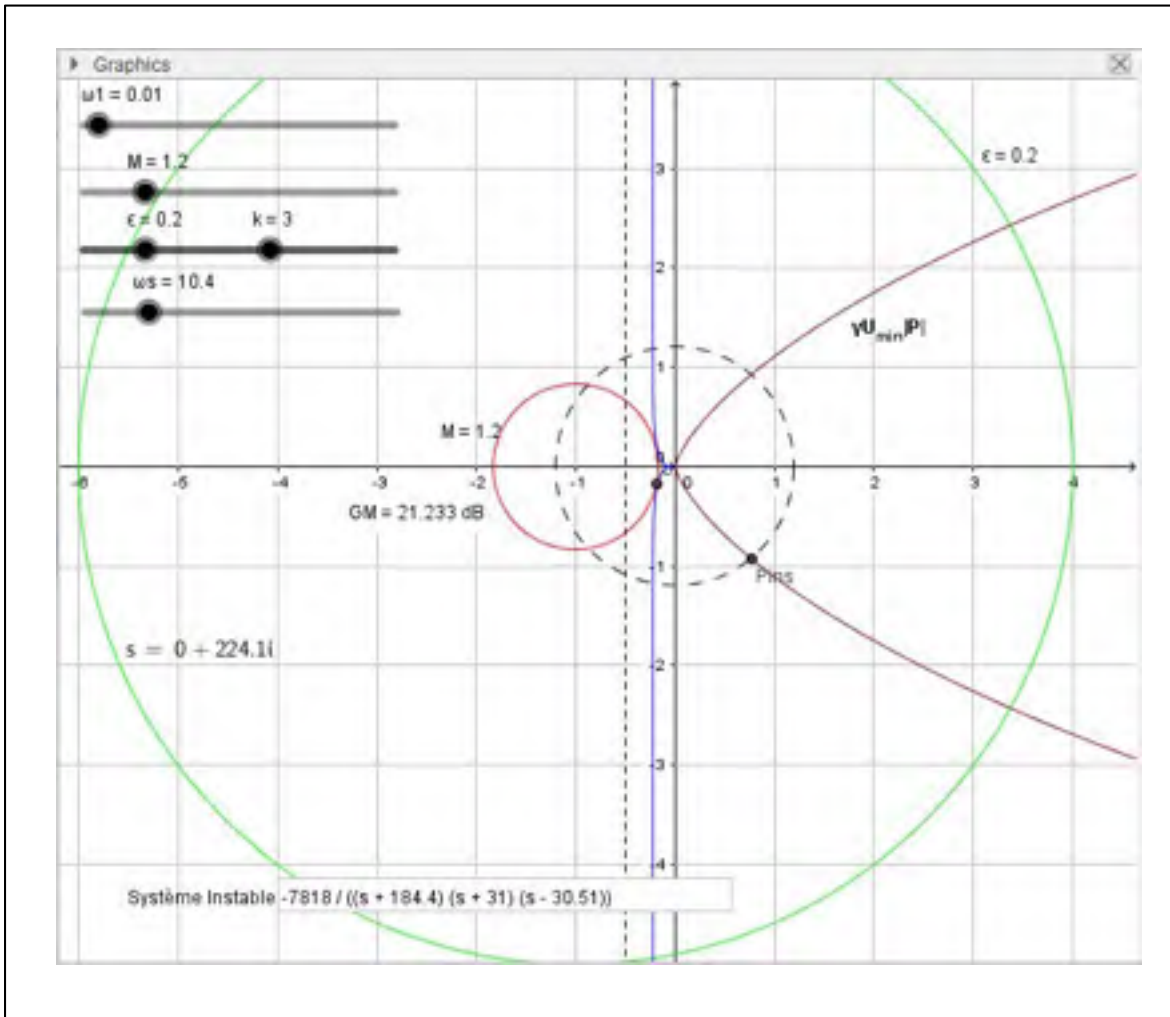 Graphics
ω1 = 0.01
M = 1.2
ϵ = 0.2 k = 3
ωs = 10.4
ϵ = 0.2
γU_min|P|
M = 1.2
GM = 21.233 dB
Pins
s = 0 + 224.1i
Système Instable -7818 / ((s + 184.4) (s + 31) (s - 30.51))
3
2
1
-6 -5 -4 -3 -2 -1 0 1 2 3 4
-1
-2
-3
-4